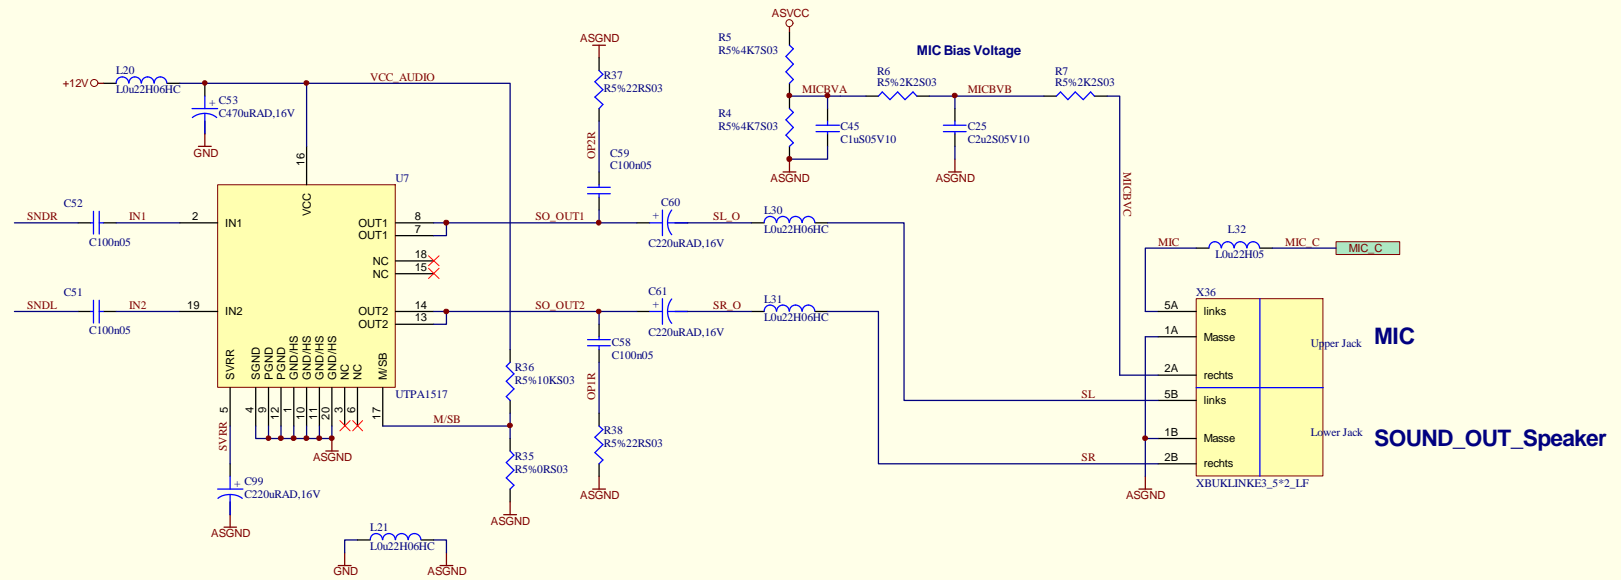 ASVCC
R5
R5%4K7S03
MIC Bias Voltage
ASGND
R37
R5%22RS03
L20
+12V
L0u22H06HC
VCC_AUDIO
C53
C470uRAD,16V
GND
MICBVA
R6
R5%2K2S03
MICBVB
R7
R5%2K2S03
R4
R5%4K7S03
C45
C1uS05V10
C25
C2u2S05V10
ASGND
ASGND
OP2R
C59
C100n05
MICBVC
16
VCC
U7
C52
SNDR
IN1
C100n05
2
IN1
OUT1
8
OUT1
7
NC
18
NC
15
SO_OUT1
C60
+
C220uRAD,16V
SL_O
L30
L0u22H06HC
L32
MIC
L0u22H05
MIC_C
MIC_C
C51
SNDL
IN2
C100n05
19
IN2
OUT2
14
OUT2
13
SO_OUT2
C61
+
C220uRAD,16V
SR_O
L31
L0u22H06HC
C58
C100n05
OP1R
X36
5A
links
1A
Masse
Upper Jack
MIC
2A
rechts
SL
5B
links
1B
Masse
Lower Jack
SOUND_OUT_Speaker
SR
2B
rechts
XBUKLINKE3_5*2_LF
ASGND
SVRR
SGND
PGND
PGND
GND/HS
GND/HS
GND/HS
GND/HS
NC
NC
M/SB
UTPA1517
5
4
9
12
1
10
11
20
3
6
17
SVRR
ASGND
M/SB
R36
R5%10KS03
R35
R5%0RS03
ASGND
R38
R5%22RS03
ASGND
C99
+
C220uRAD,16V
ASGND
L21
L0u22H06HC
GND
ASGND